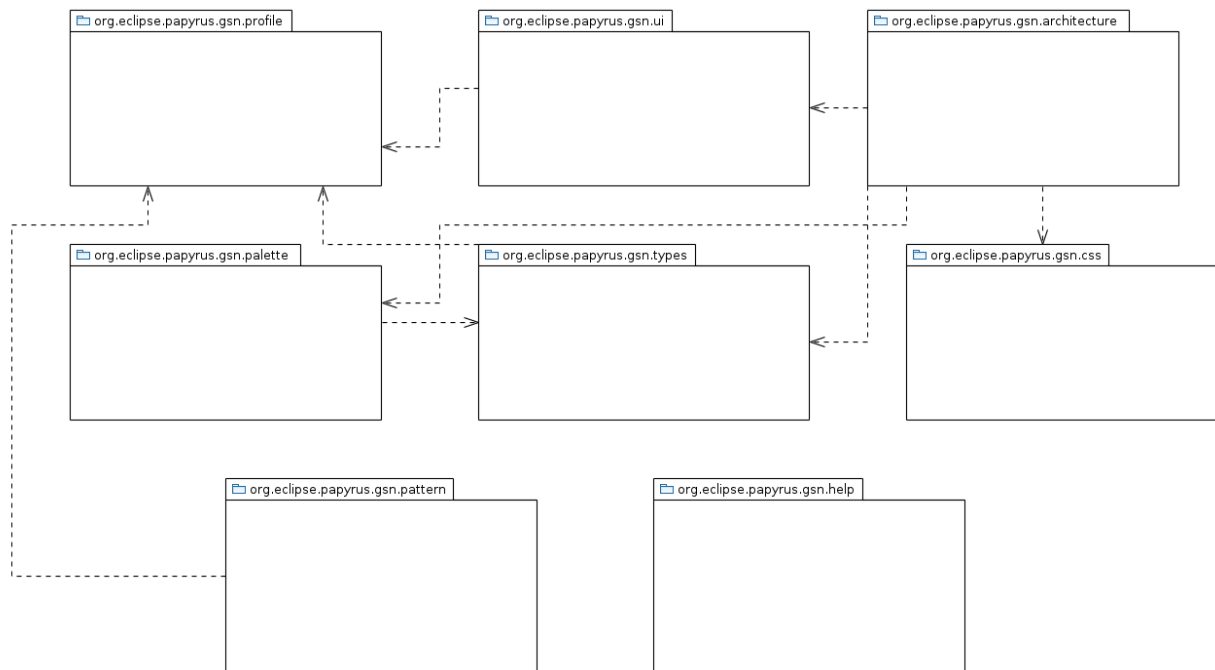 org.eclipse.papyrus.gsn.profile
org.eclipse.papyrus.gsn.ui
org.eclipse.papyrus.gsn.architecture
org.eclipse.papyrus.gsn.palette
org.eclipse.papyrus.gsn.types
org.eclipse.papyrus.gsn.css
org.eclipse.papyrus.gsn.pattern
org.eclipse.papyrus.gsn.help